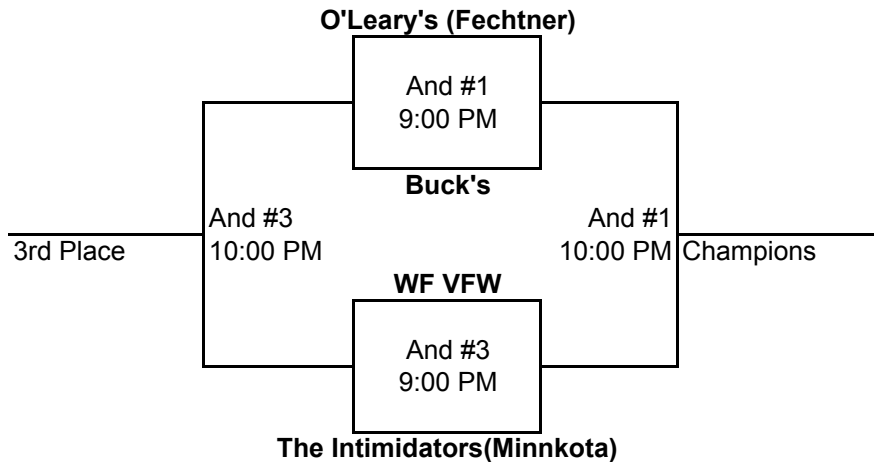 O'Leary's (Fechtner)
And #1
9:00 PM
Buck's
And #3
And #1
3rd Place
10:00 PM
10:00 PM
Champions
WF VFW
And #3
9:00 PM
The Intimidators(Minnkota)